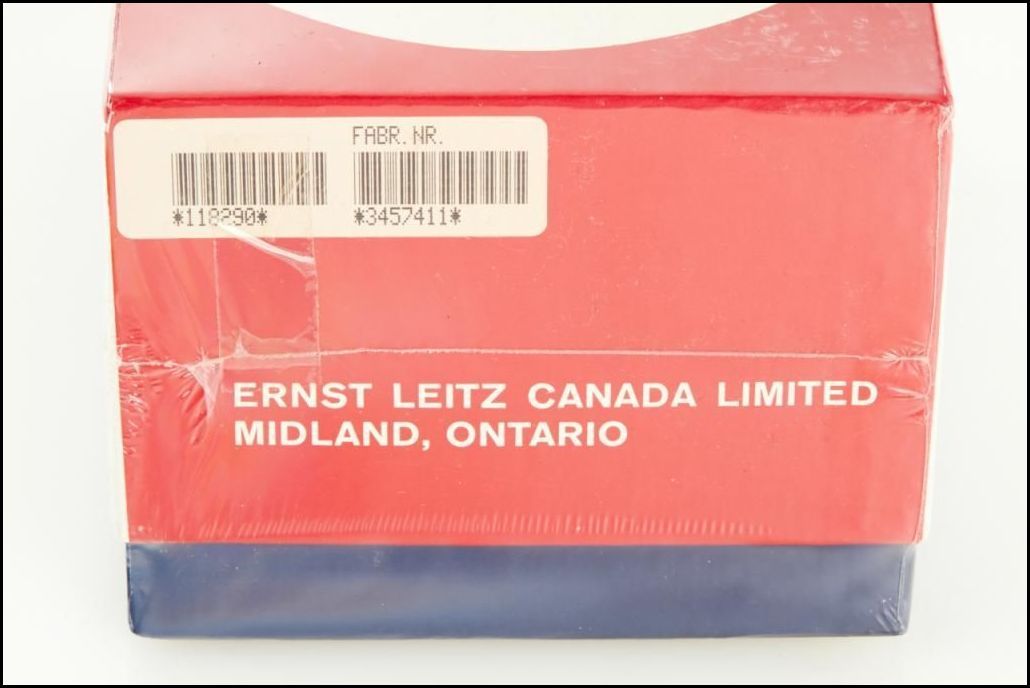 FABR.NR.
*118290* *3457411*
ERNST LEITZ CANADA LIMITED
MIDLAND, ONTARIO